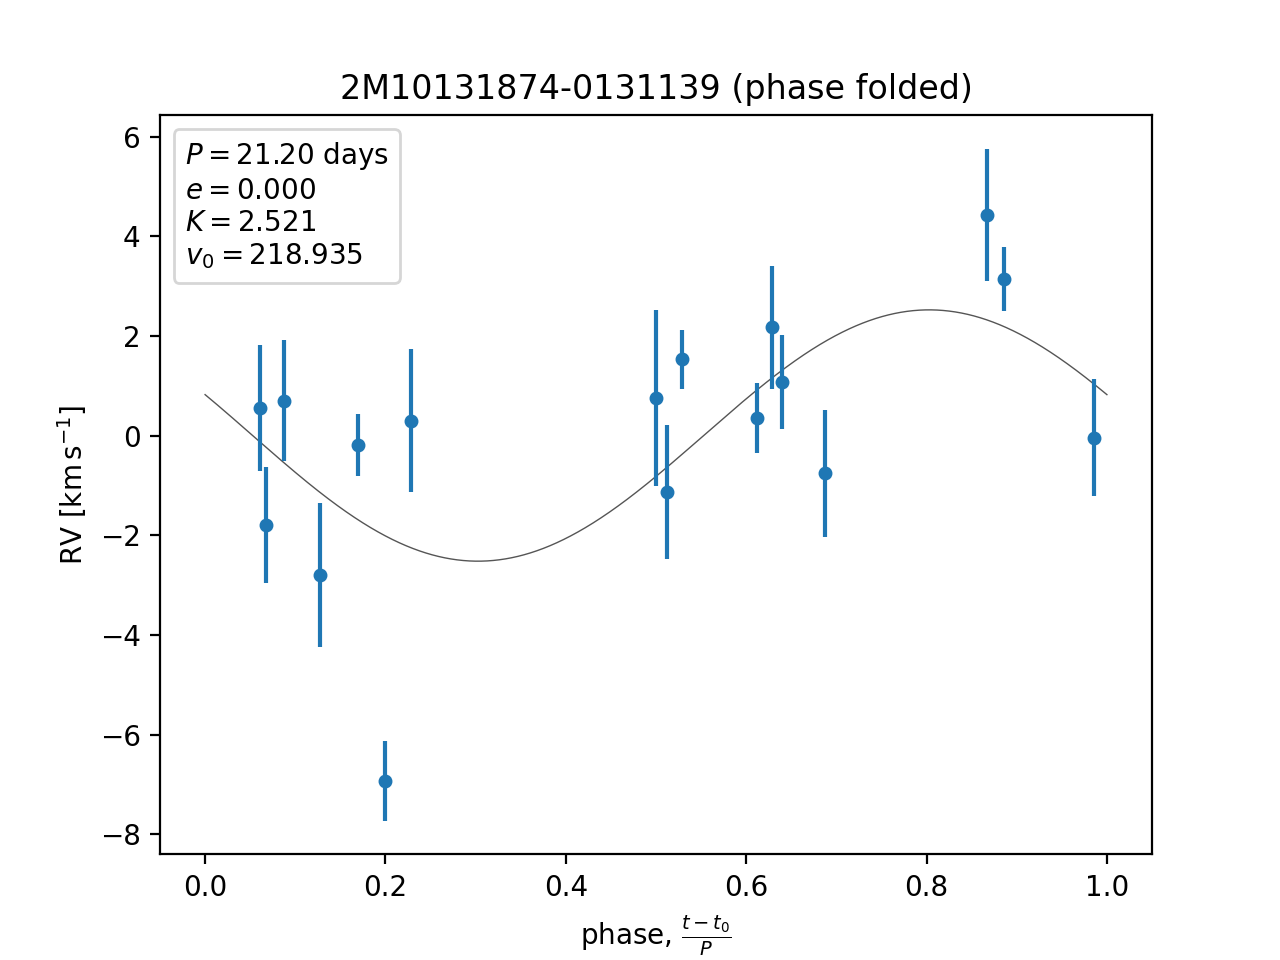 2M10131874-0131139 (phase folded)
P = 21.20 days
e = 0.000
K = 2.521
v₀ = 218.935
6
4
2
0
−2
−4
−6
−8
RV [km s⁻¹]
0.0 0.2 0.4 0.6 0.8 1.0
phase, (t − t₀)/P